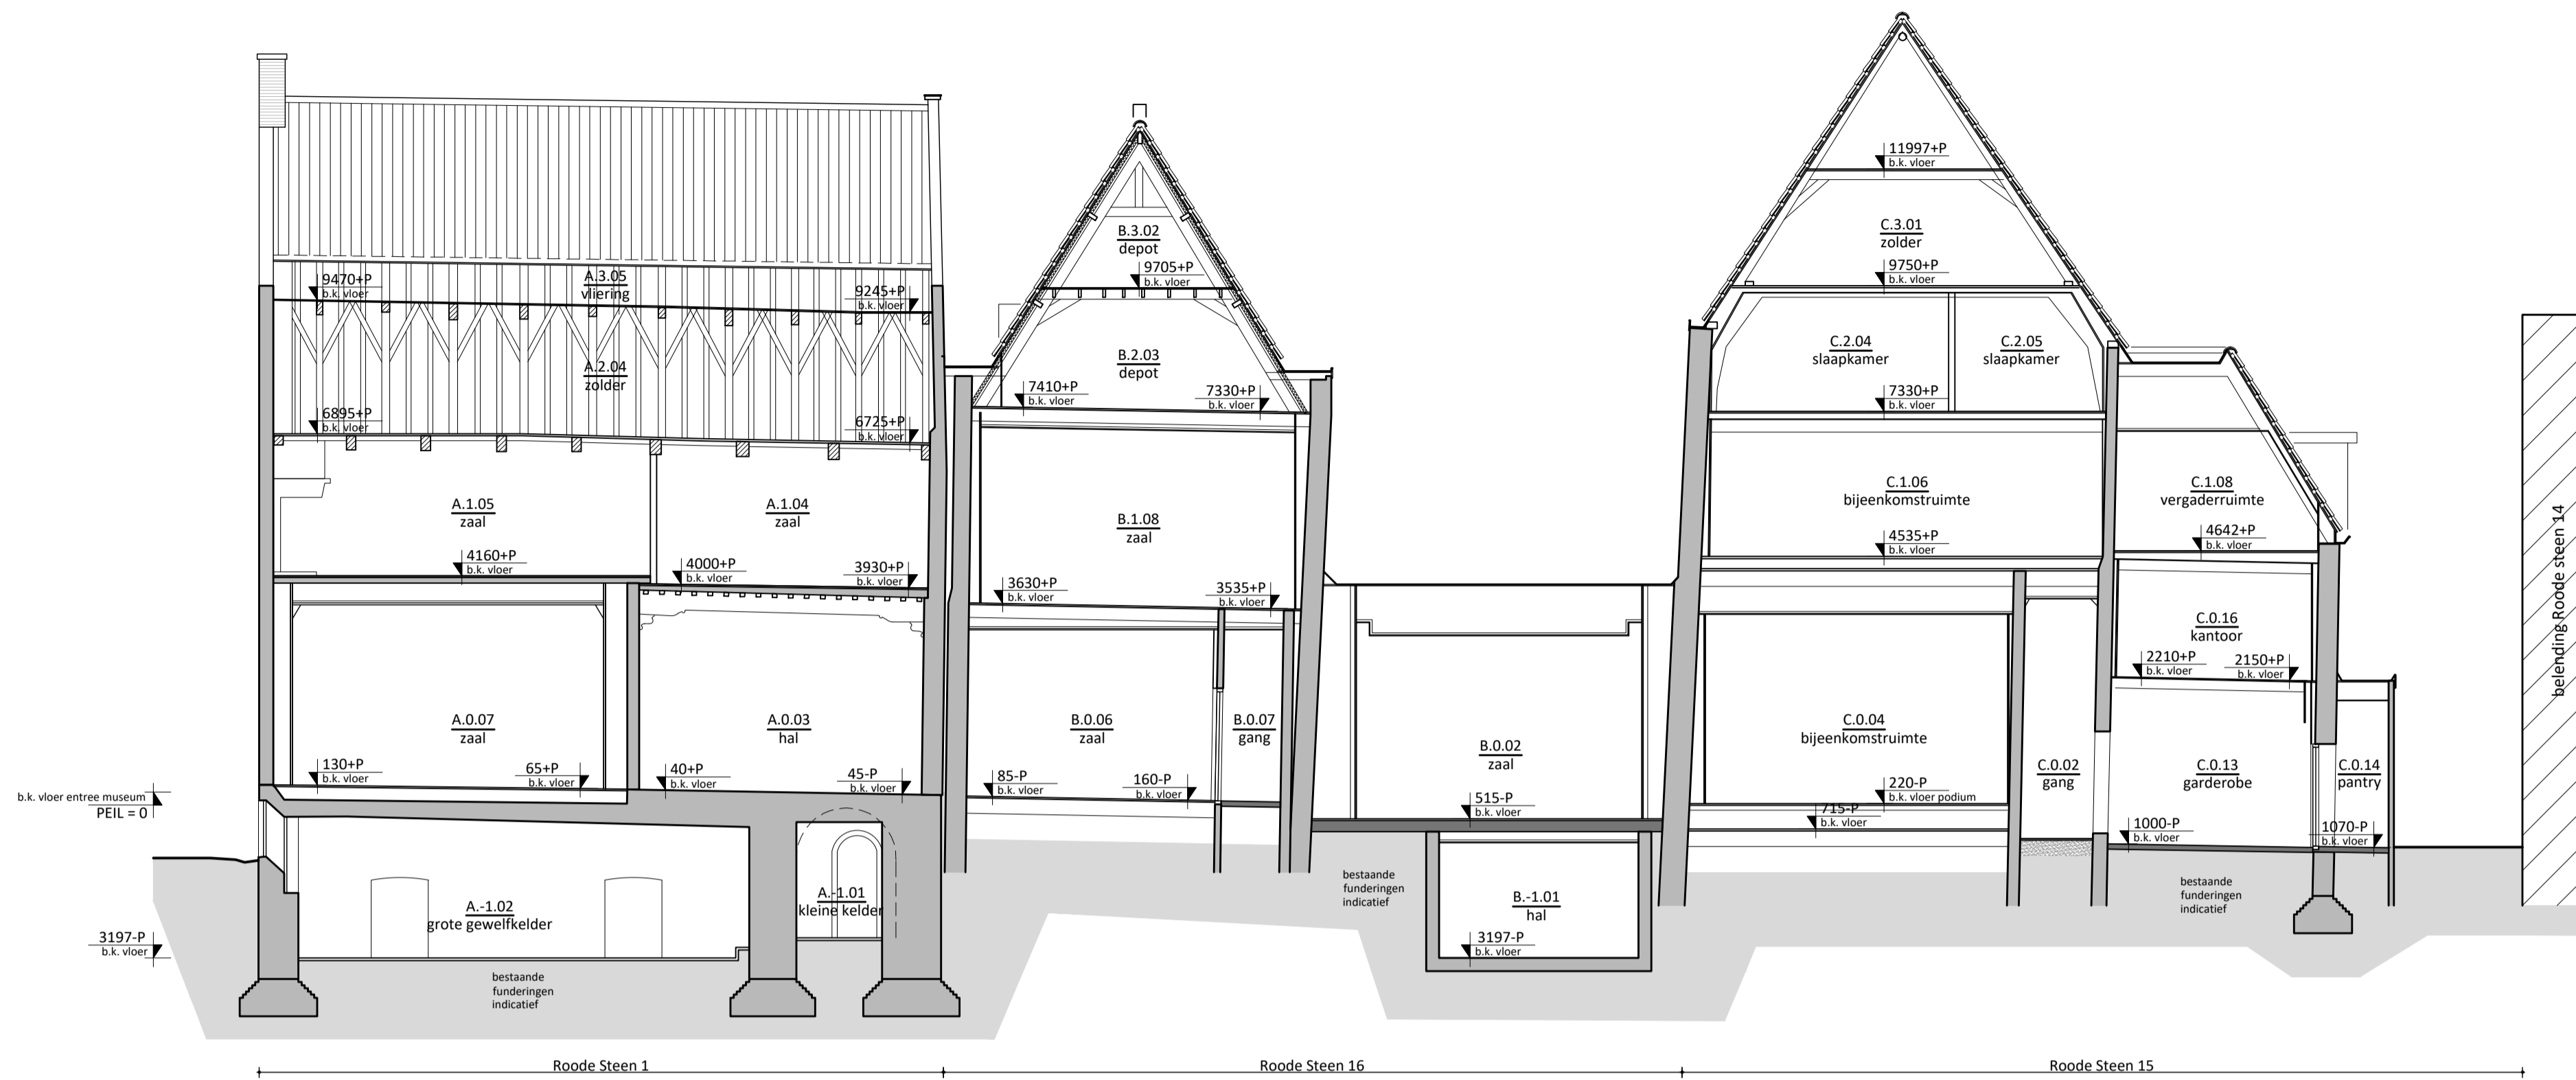 11997+P
b.k. vloer
B.3.02
depot
C.3.01
zolder
9470+P
b.k. vloer
A.3.05
vliering
9245+P
b.k. vloer
9705+P
b.k. vloer
9750+P
b.k. vloer
A.2.04
zolder
B.2.03
depot
C.2.04
slaapkamer
C.2.05
slaapkamer
6895+P
b.k. vloer
6725+P
b.k. vloer
7410+P
b.k. vloer
7330+P
b.k. vloer
7330+P
b.k. vloer
A.1.05
zaal
A.1.04
zaal
B.1.08
zaal
C.1.06
bijeenkomstruimte
C.1.08
vergaderruimte
4160+P
b.k. vloer
4000+P
b.k. vloer
3930+P
b.k. vloer
3630+P
b.k. vloer
3535+P
b.k. vloer
4535+P
b.k. vloer
4642+P
b.k. vloer
belending Roode steen 14
C.0.16
kantoor
2210+P
b.k. vloer
2150+P
b.k. vloer
A.0.07
zaal
A.0.03
hal
B.0.06
zaal
B.0.07
gang
B.0.02
zaal
C.0.04
bijeenkomstruimte
C.0.02
gang
C.0.13
garderobe
C.0.14
pantry
130+P
b.k. vloer
65+P
b.k. vloer
40+P
b.k. vloer
45-P
b.k. vloer
85-P
b.k. vloer
160-P
b.k. vloer
515-P
b.k. vloer
220-P
b.k. vloer podium
715-P
b.k. vloer
1000-P
b.k. vloer
1070-P
b.k. vloer
b.k. vloer entree museum
PEIL = 0
A.-1.02
grote gewelfkelder
A.-1.01
kleine kelder
bestaande
funderingen
indicatief
B.-1.01
hal
bestaande
funderingen
indicatief
3197-P
b.k. vloer
3197-P
b.k. vloer
bestaande
funderingen
indicatief
Roode Steen 1
Roode Steen 16
Roode Steen 15